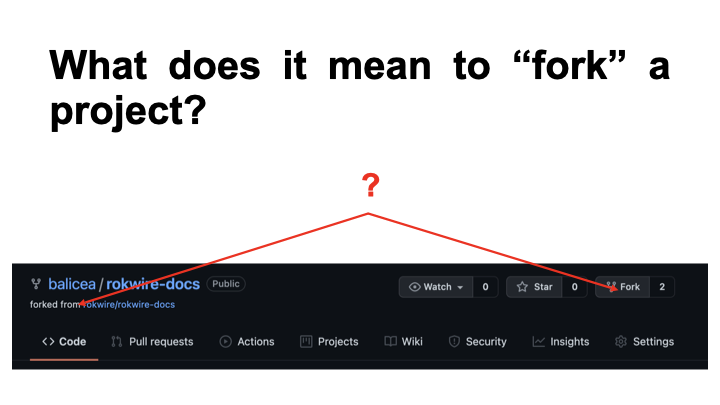 What does it mean to “fork” a
project?
?
balicea/rokwire-docs Public Watch 0 Star 0 Fork 2
forked from rokwire/rokwire-docs
Code Pull requests Actions Projects Wiki Security Insights Settings